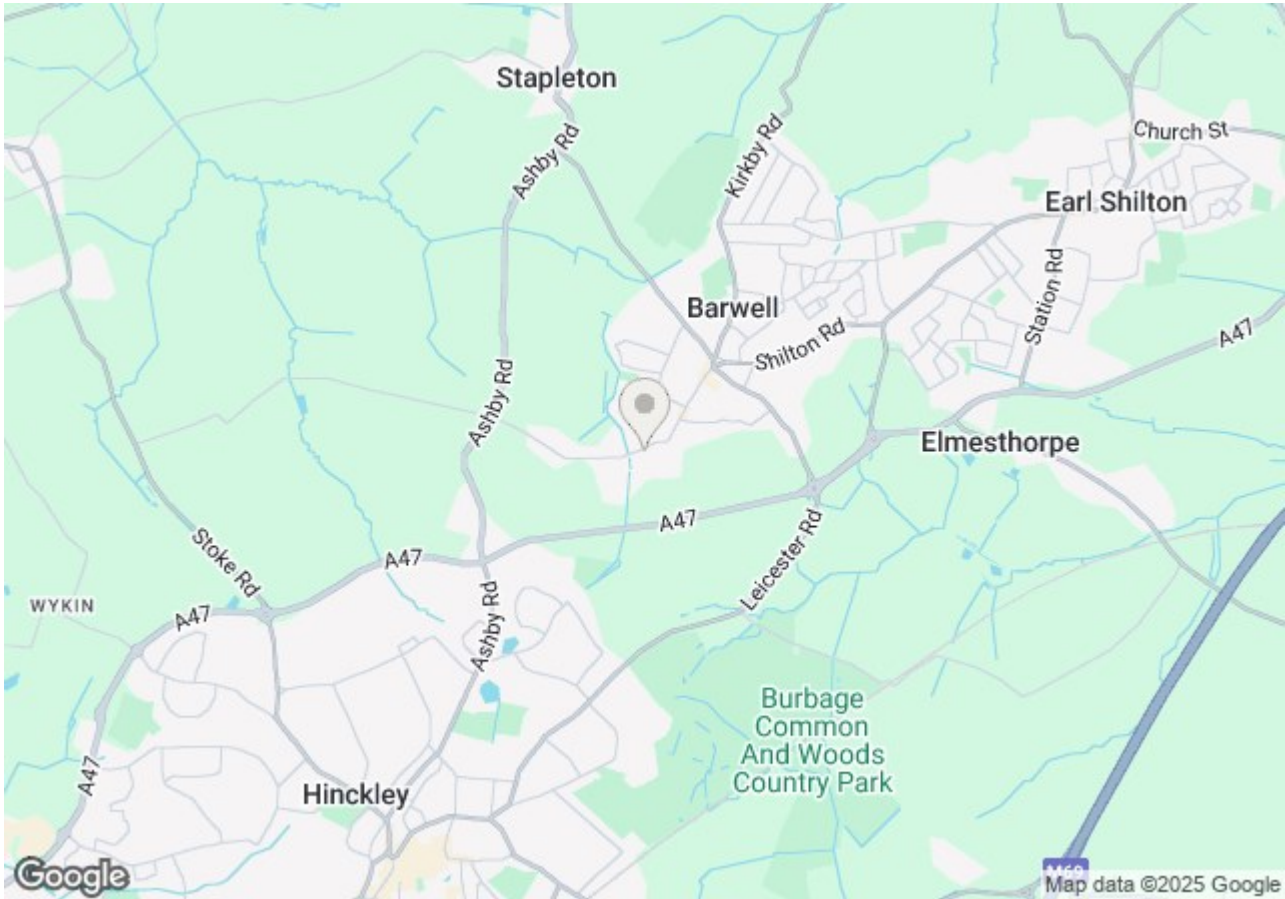 Stapleton
Ashby Rd
Kirkby Rd
Church St
Earl Shilton
Barwell
Shilton Rd
Station Rd
A47
Ashby Rd
Elmesthorpe
A47
Leicester Rd
Stoke Rd
A47
WYKIN
A47
Ashby Rd
Burbage
Common
And Woods
Country Park
A47
Hinckley
M69
Google
Map data ©2025 Google